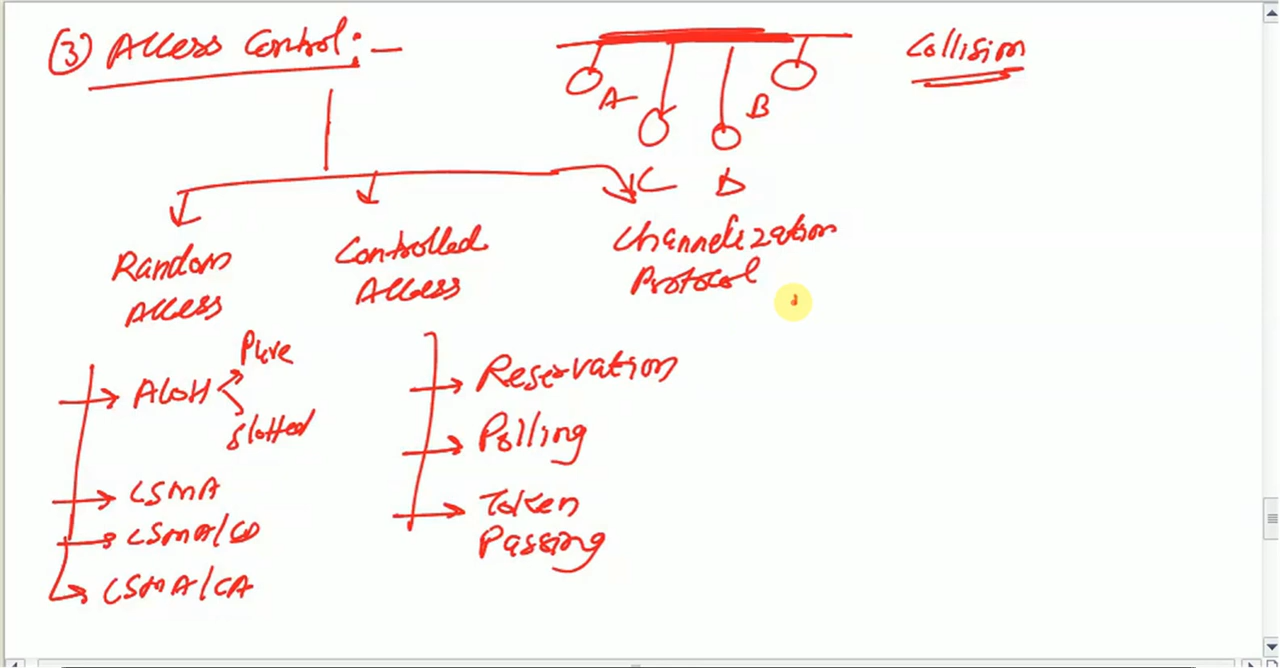 (3) Access Control:-
Collision
A
B
C
D
Random
Access
Controlled
Access
Channelization
Protocol
ALOH
Pure
Slotted
CSMA
CSMA/CD
CSMA/CA
Reservation
Polling
Token
Passing